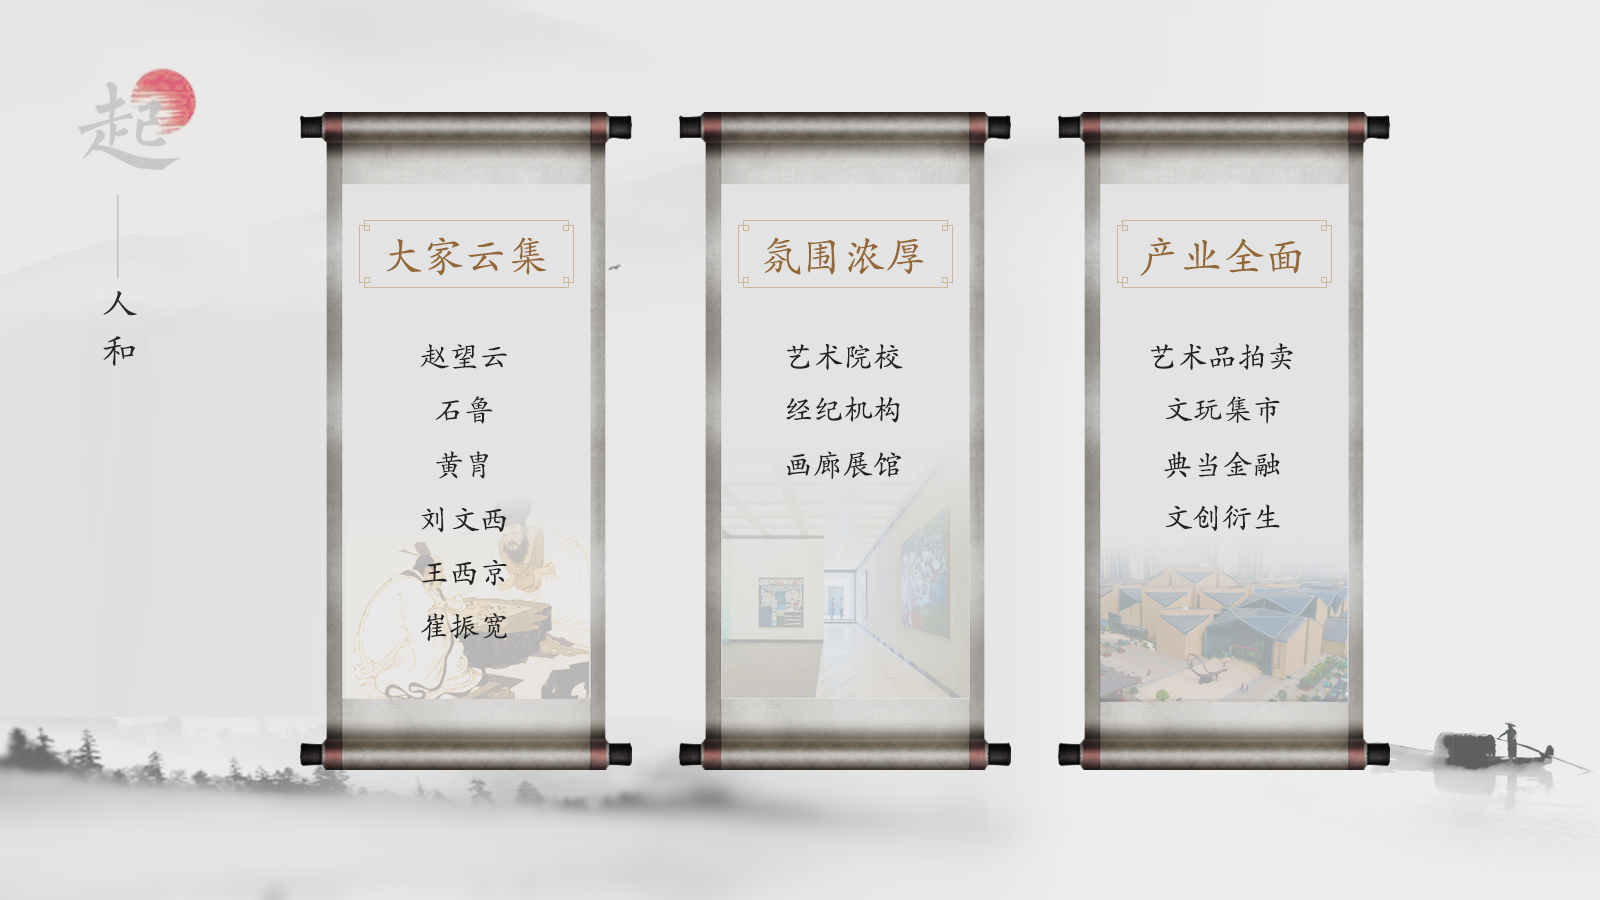 起
人和
大家云集
赵望云
石鲁
黄胄
刘文西
王西京
崔振宽
氛围浓厚
艺术院校
经纪机构
画廊展馆
产业全面
艺术品拍卖
文玩集市
典当金融
文创衍生